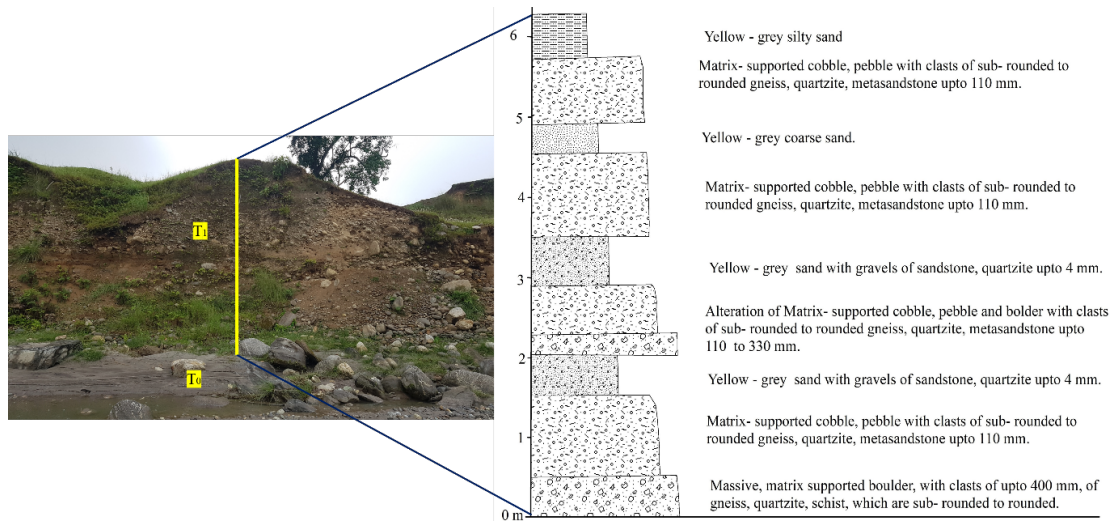 T1
T0
6
5
4
3
2
1
0 m
Yellow - grey silty sand
Matrix- supported cobble, pebble with clasts of sub- rounded to
rounded gneiss, quartzite, metasandstone upto 110 mm.
Yellow - grey coarse sand.
Matrix- supported cobble, pebble with clasts of sub- rounded to
rounded gneiss, quartzite, metasandstone upto 110 mm.
Yellow - grey sand with gravels of sandstone, quartzite upto 4 mm.
Alteration of Matrix- supported cobble, pebble and bolder with clasts
of sub- rounded to rounded gneiss, quartzite, metasandstone upto
110 to 330 mm.
Yellow - grey sand with gravels of sandstone, quartzite upto 4 mm.
Matrix- supported cobble, pebble with clasts of sub- rounded to
rounded gneiss, quartzite, metasandstone upto 110 mm.
Massive, matrix supported boulder, with clasts of upto 400 mm, of
gneiss, quartzite, schist, which are sub- rounded to rounded.